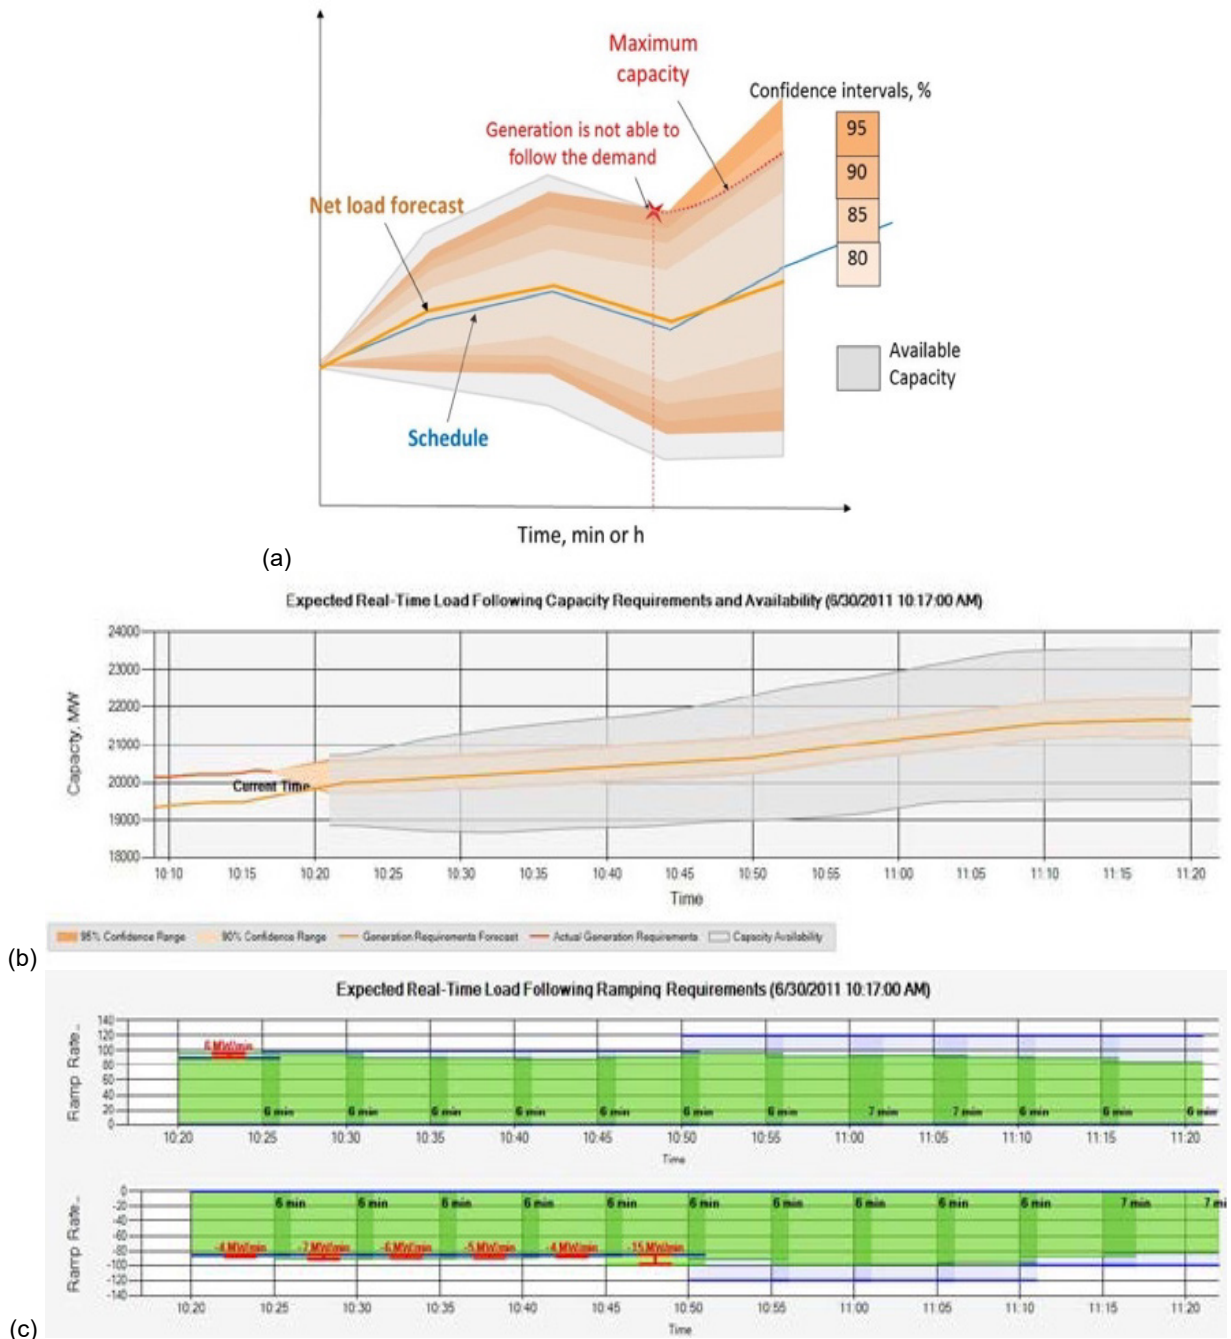 Maximum
capacity
Confidence intervals, %
95
Generation is not able to
follow the demand
90
Net load forecast
85
80
Available
Capacity
Schedule
Time, min or h
(a)
Expected Real-Time Load Following Capacity Requirements and Availability (6/30/2011 10:17:00 AM)
24000
23000
22000
21000
20000
19000
18000
Capacity, MW
Current Time
10:10 10:15 10:20 10:25 10:30 10:35 10:40 10:45 10:50 10:55 11:00 11:05 11:10 11:15 11:20
Time
95% Confidence Range 90% Confidence Range Generation Requirements Forecast Actual Generation Requirements Capacity Availability
(b)
Expected Real-Time Load Following Ramping Requirements (6/30/2011 10:17:00 AM)
Ramp Rate...
140
120
100
80
60
40
20
0
6 MW/min
6 min 6 min 6 min 6 min 6 min 6 min 6 min 7 min 7 min 6 min 6 min 6 min
10:20 10:25 10:30 10:35 10:40 10:45 10:50 10:55 11:00 11:05 11:10 11:15 11:20
Time
Ramp Rate...
0
-20
-40
-60
-80
-100
-120
-140
6 min 6 min 6 min 6 min 6 min 6 min 6 min 6 min 6 min 6 min 7 min 7 mi
-4 MW/min -7 MW/min -6 MW/min -5 MW/min -4 MW/min -15 MW/min
10:20 10:25 10:30 10:35 10:40 10:45 10:50 10:55 11:00 11:05 11:10 11:15 11:20
Time
(c)